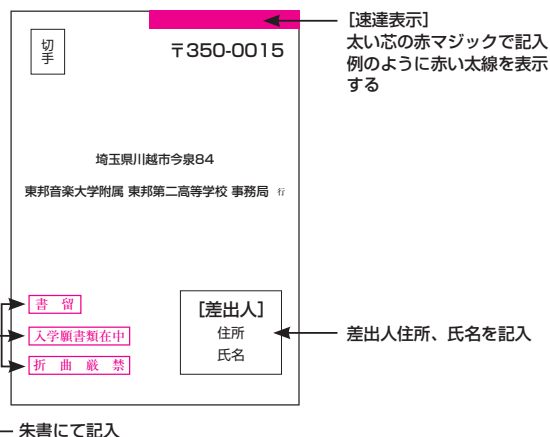 切手
〒350-0015
[速達表示]
太い芯の赤マジックで記入
例のように赤い太線を表示
する
埼玉県川越市今泉84
東邦音楽大学附属 東邦第二高等学校 事務局 行
書 留
入学願書類在中
折 曲 厳 禁
[差出人]
住所
氏名
差出人住所、氏名を記入
朱書にて記入